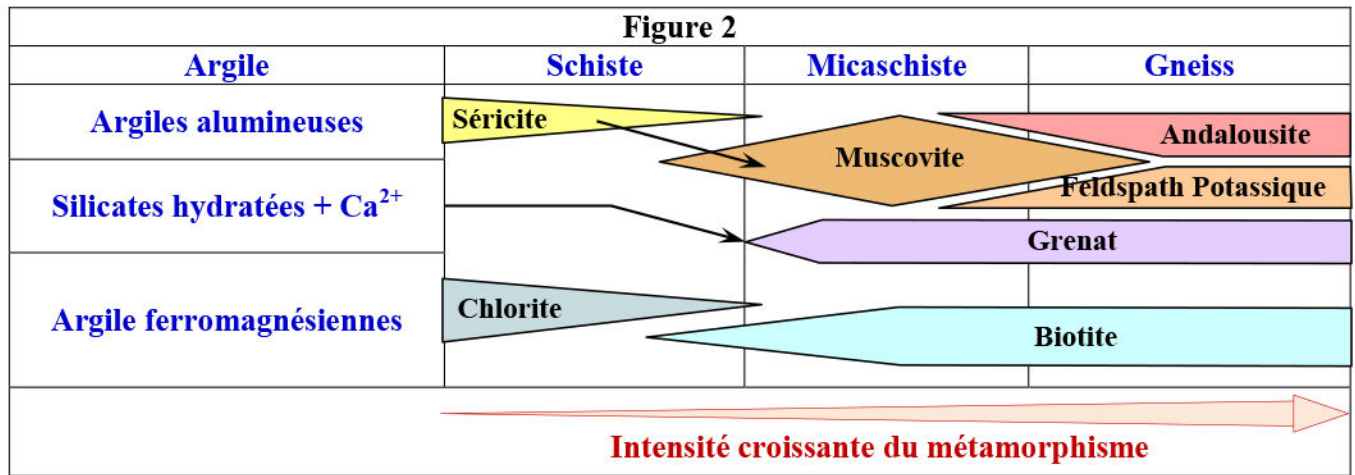 Figure 2
Argile Schiste Micaschiste Gneiss
Argiles alumineuses
Séricite
Muscovite
Andalousite
Feldspath Potassique
Silicates hydratées + Ca²⁺
Grenat
Argile ferromagnésiennes
Chlorite
Biotite
Intensité croissante du métamorphisme